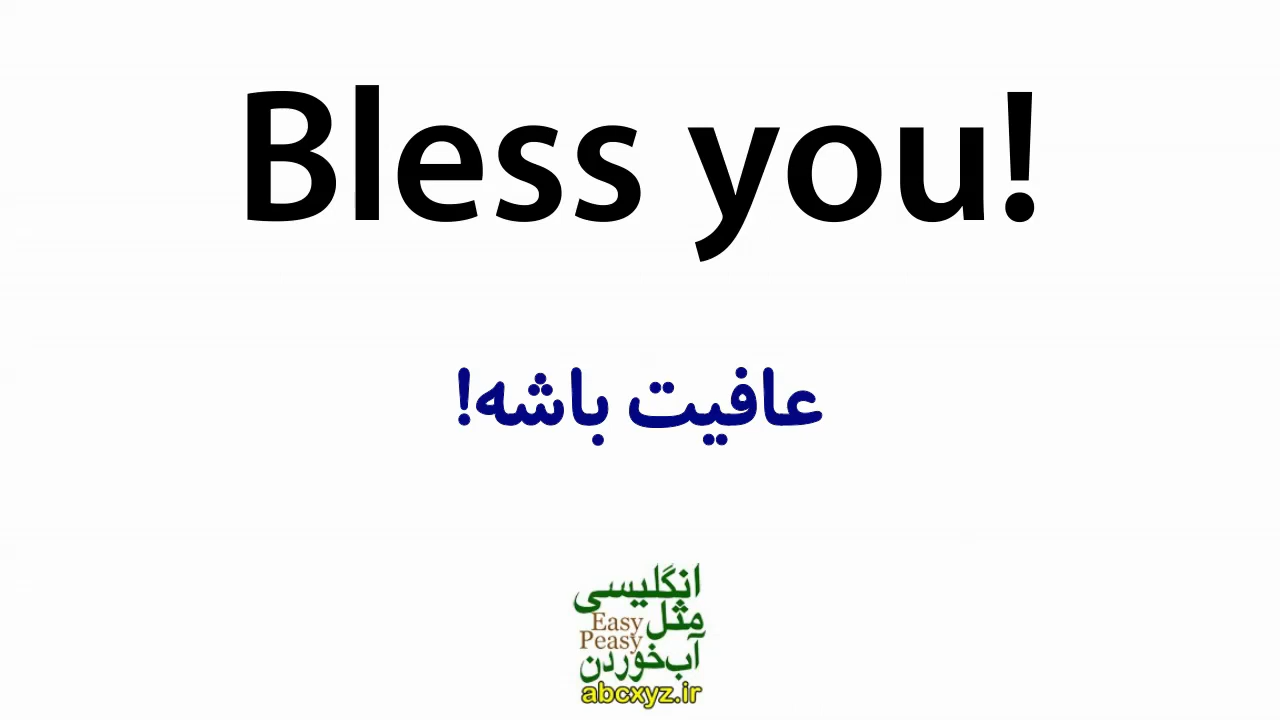 Bless you!
عافیت باشه!
انگلیسی
مثل
Easy
Peasy
آب‌خوردن
abcxyz.ir